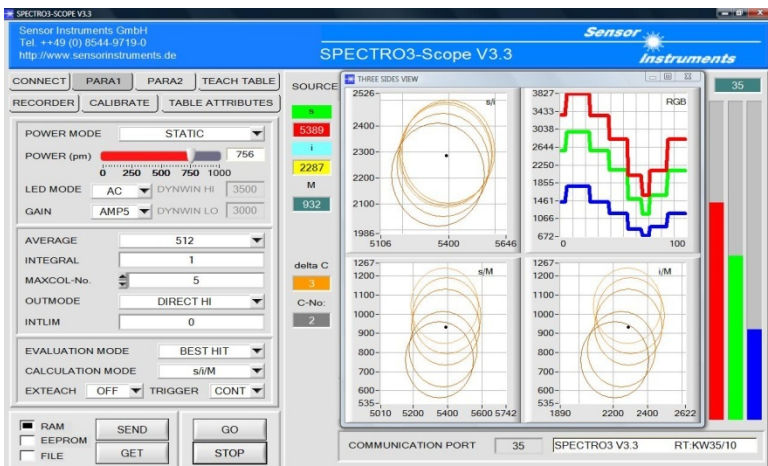 SPECTRO3-SCOPE V3.3
Sensor Instruments GmbH
Tel. ++49 (0) 8544-9719-0
http://www.sensorinstruments.de
SPECTRO3-Scope V3.3
Sensor
Instruments
CONNECT PARA1 PARA2 TEACH TABLE
RECORDER CALIBRATE TABLE ATTRIBUTES
POWER MODE STATIC
POWER (pm) 756
0 250 500 750 1000
LED MODE AC DYNWIN HI 3500
GAIN AMP5 DYNWIN LO 3000
AVERAGE 512
INTEGRAL 1
MAXCOL-No. 5
OUTMODE DIRECT HI
INTLIM 0
EVALUATION MODE BEST HIT
CALCULATION MODE s/i/M
EXTEACH OFF TRIGGER CONT
RAM
EEPROM
FILE
SEND GO
GET STOP
SOURCE
s
5389
i
2287
M
932
delta C
3
C-No:
2
THREE SIDES VIEW
s/i
2526-
2400-
2300-
2200-
2100-
1986-
5106 5400 5646
RGB
3827-
3433-
3038-
2644-
2250-
1855-
1461-
1066-
672-
0 100
s/M
1267-
1200-
1100-
1000-
900-
800-
700-
600-
535-
5010 5200 5400 5600 5742
i/M
1267-
1200-
1100-
1000-
900-
800-
700-
600-
535-
1890 2200 2400 2622
35
COMMUNICATION PORT 35 SPECTRO3 V3.3 RT:KW35/10